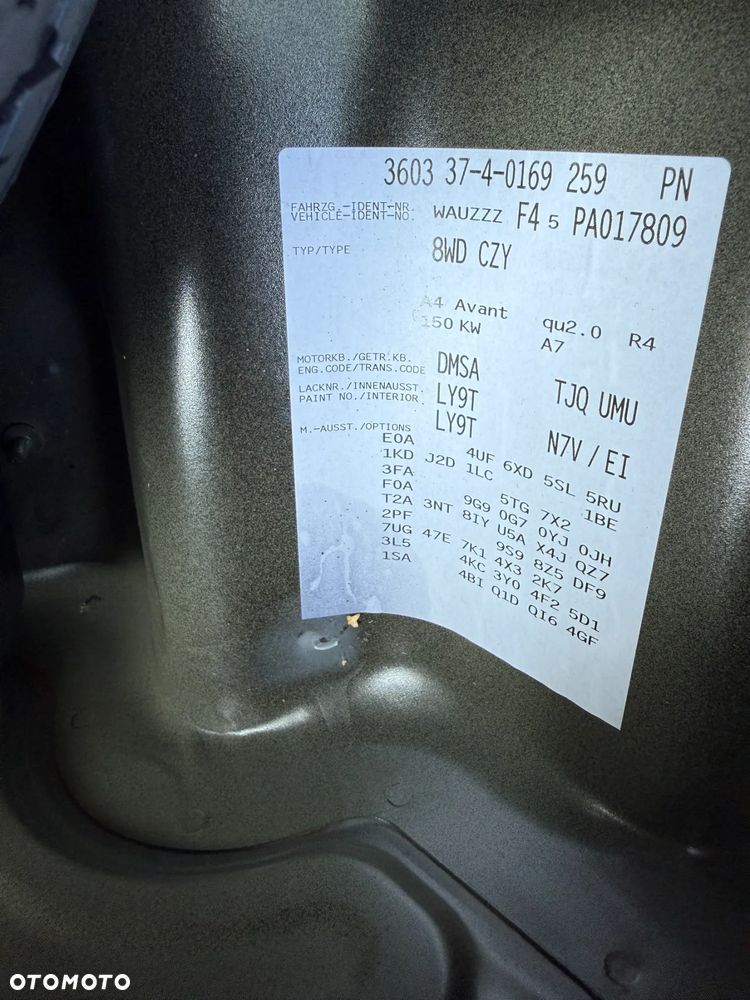 3603 37-4-0169 259 PN
FAHRZG.-IDENT-NR.
VEHICLE-IDENT-NO. WAUZZZ F4 5 PA017809
TYP/TYPE 8WD CZY
A4 Avant qu2.0 R4
150 KW A7
MOTORKB./GETR.KB.
ENG.CODE/TRANS.CODE DMSA TJQ UMU
LACKNR./INNENAUSST.
PAINT NO./INTERIOR LY9T N7V/EI
LY9T
M.-AUSST./OPTIONS
E0A 4UF 6XD 5SL 5RU
1KD J2D 1LC 1BE
3FA 5TG 7X2
F0A 9G9 0G7 0YJ 0JH
T2A 3NT 8IY U5A X4J QZ7
2PF 9S9 8Z5 DF9
7UG 47E 7K1 4X3 2K7
3L5 4KC 3Y0 4F2 5D1
1SA 4BI Q1D QI6 4GF
OTOMOTO